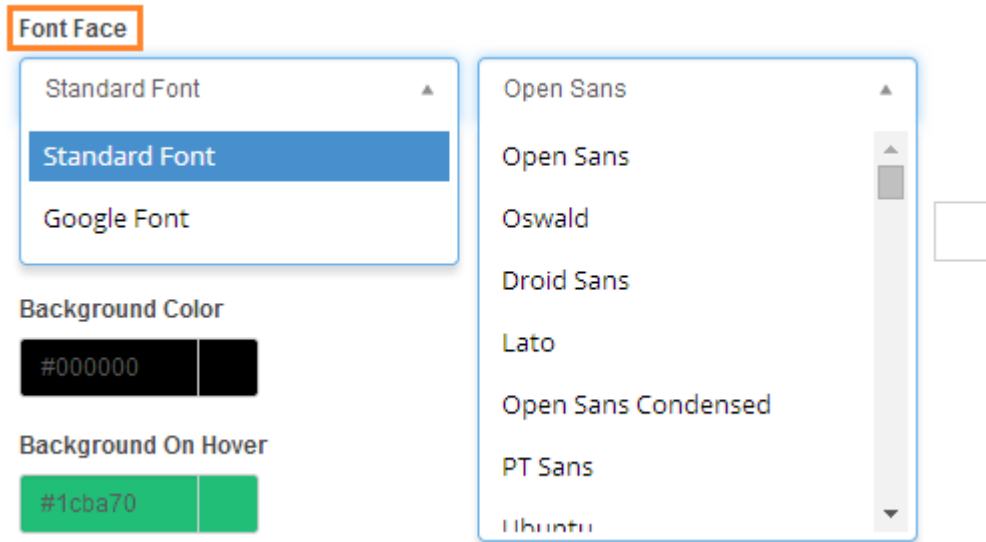 Font Face
Standard Font
Standard Font
Google Font
Open Sans
Open Sans
Oswald
Droid Sans
Lato
Open Sans Condensed
PT Sans
Ubuntu
Background Color
#000000
Background On Hover
#1cba70